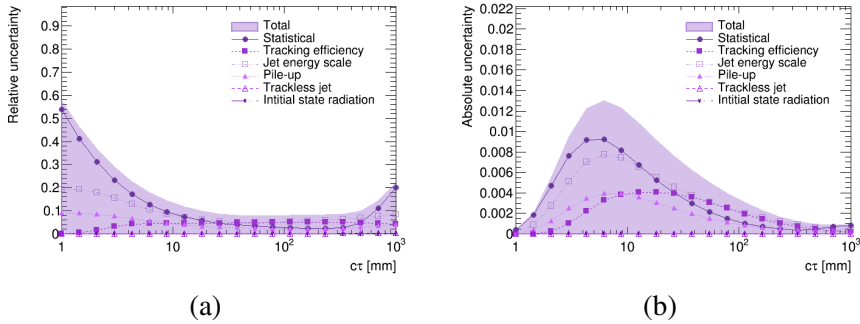 Relative uncertainty
0.9
0.8
0.7
0.6
0.5
0.4
0.3
0.2
0.1
0
Total
Statistical
Tracking efficiency
Jet energy scale
Pile-up
Trackless jet
Intitial state radiation
1
10
10²
10³
cτ [mm]
(a)
Absolute uncertainty
0.022
0.02
0.018
0.016
0.014
0.012
0.01
0.008
0.006
0.004
0.002
0
Total
Statistical
Tracking efficiency
Jet energy scale
Pile-up
Trackless jet
Intitial state radiation
1
10
10²
10³
cτ [mm]
(b)